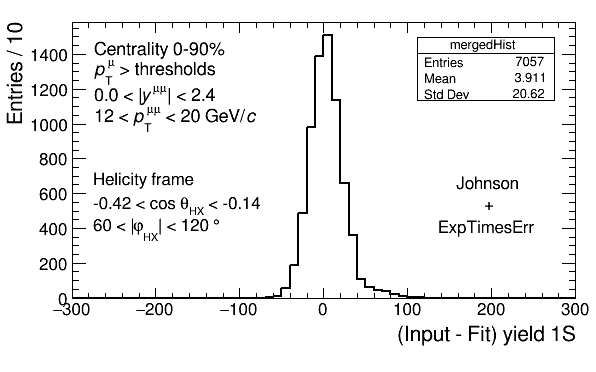 Entries / 10
1400
1200
1000
800
600
400
200
0
−300
−200
−100
0
100
200
300
(Input - Fit) yield 1S
Centrality 0-90%
p_T^μ > thresholds
0.0 < |y^μμ| < 2.4
12 < p_T^μμ < 20 GeV/c
Helicity frame
-0.42 < cos θ_HX < -0.14
60 < |φ_HX| < 120 °
mergedHist
Entries 7057
Mean 3.911
Std Dev 20.62
Johnson
+
ExpTimesErr